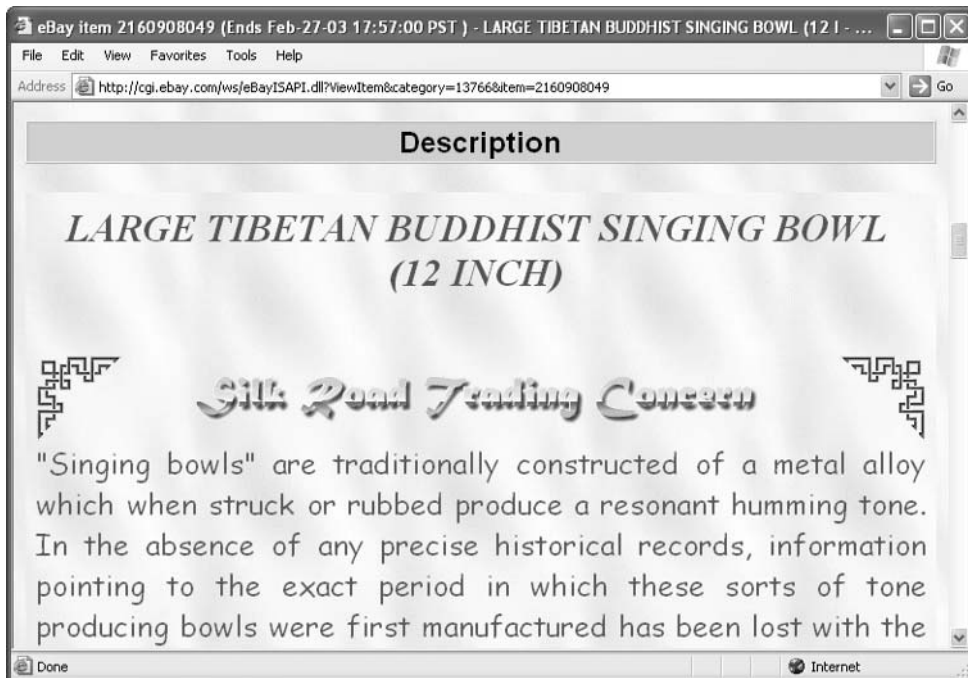 eBay item 2160908049 (Ends Feb-27-03 17:57:00 PST ) - LARGE TIBETAN BUDDHIST SINGING BOWL (12 I - ...
File Edit View Favorites Tools Help
Address http://cgi.ebay.com/ws/eBayISAPI.dll?ViewItem&category=13766&item=2160908049 Go
Description
LARGE TIBETAN BUDDHIST SINGING BOWL
(12 INCH)
Silk Road Trading Concern
"Singing bowls" are traditionally constructed of a metal alloy
which when struck or rubbed produce a resonant humming tone.
In the absence of any precise historical records, information
pointing to the exact period in which these sorts of tone
producing bowls were first manufactured has been lost with the
Done Internet